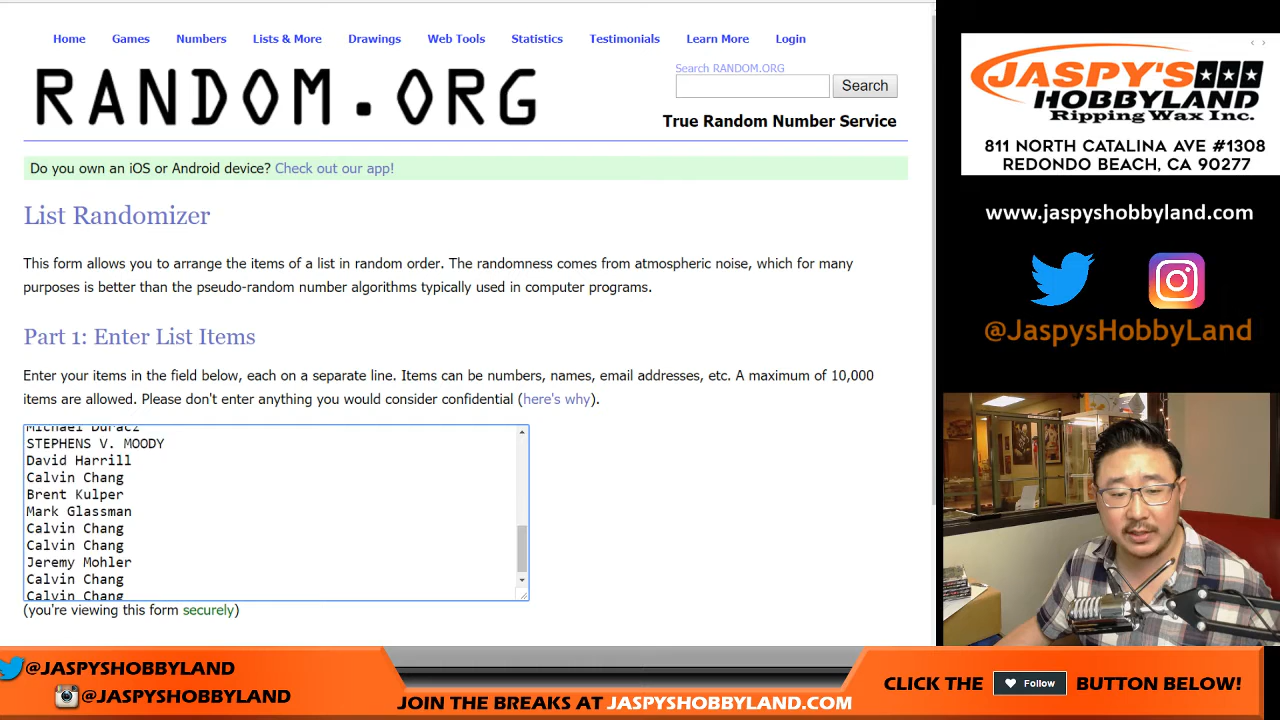 Home Games Numbers Lists & More Drawings Web Tools Statistics Testimonials Learn More Login
RANDOM.ORG
Search RANDOM.ORG
Search
True Random Number Service
Do you own an iOS or Android device? Check out our app!
List Randomizer
This form allows you to arrange the items of a list in random order. The randomness comes from atmospheric noise, which for many
purposes is better than the pseudo-random number algorithms typically used in computer programs.
Part 1: Enter List Items
Enter your items in the field below, each on a separate line. Items can be numbers, names, email addresses, etc. A maximum of 10,000
items are allowed. Please don't enter anything you would consider confidential (here's why).
Michael Duracz
STEPHENS V. MOODY
David Harrill
Calvin Chang
Brent Kulper
Mark Glassman
Calvin Chang
Calvin Chang
Jeremy Mohler
Calvin Chang
Calvin Chang
(you're viewing this form securely)
JASPY'S
HOBBYLAND
Ripping Wax Inc.
811 NORTH CATALINA AVE #1308
REDONDO BEACH, CA 90277
www.jaspyshobbyland.com
@JaspysHobbyLand
@JASPYSHOBBYLAND
@JASPYSHOBBYLAND
JOIN THE BREAKS AT JASPYSHOBBYLAND.COM
CLICK THE Follow BUTTON BELOW!